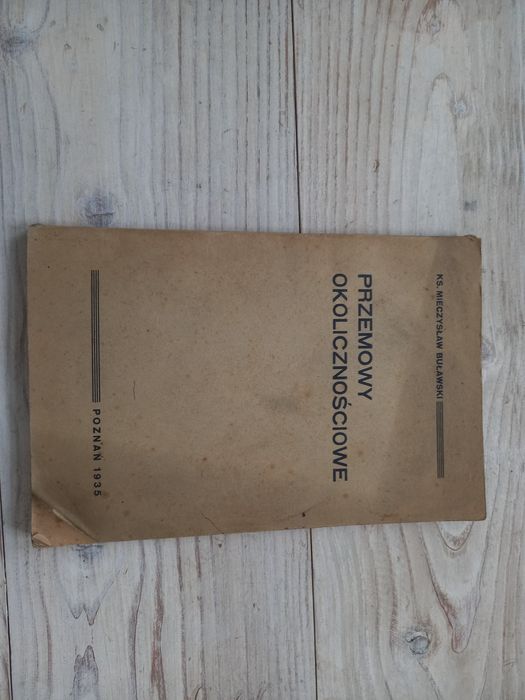 KS. MIECZYSŁAW BUŁAWSKI
PRZEMOWY
OKOLICZNOŚCIOWE
POZNAŃ 1935